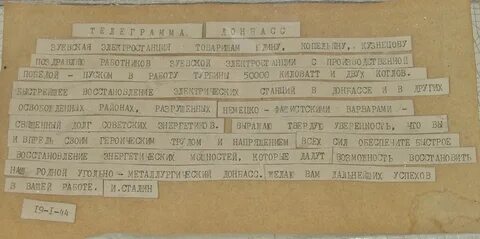 ТЕЛЕГРАММА ДОНБАСС
ЗУЕВСКАЯ ЭЛЕКТРОСТАНЦИЯ ТОВАРИЩАМ КОПЕЛЬЯНУ, КУЗНЕЦОВУ
ПОЗДРАВЛЯЮ РАБОТНИКОВ ЗУЕВСКОЙ ЭЛЕКТРОСТАНЦИИ С ПРОИЗВОДСТВЕННОЙ
ПОБЕДОЙ – ПУСКОМ В РАБОТУ ТУРБИНЫ 50000 КИЛОВАТТ И ДВУХ КОТЛОВ.
БЫСТРЕЙШЕЕ ВОССТАНОВЛЕНИЕ ЭЛЕКТРИЧЕСКИХ СТАНЦИЙ В ДОНБАССЕ И В ДРУГИХ
ОСВОБОЖДЕННЫХ РАЙОНАХ, РАЗРУШЕННЫХ НЕМЕЦКО – ФАШИСТСКИМИ ВАРВАРАМИ –
СВЯЩЕННЫЙ ДОЛГ СОВЕТСКИХ ЭНЕРГЕТИКОВ. ВЫРАЖАЮ ТВЕРДУЮ УВЕРЕННОСТЬ, ЧТО ВЫ
И ВПРЕДЬ СВОИМ ГЕРОИЧЕСКИМ ТРУДОМ И НАПРЯЖЕНИЕМ ВСЕХ СИЛ ОБЕСПЕЧИТЕ БЫСТРОЕ
ВОССТАНОВЛЕНИЕ ЭНЕРГЕТИЧЕСКИХ МОЩНОСТЕЙ, КОТОРЫЕ ДАДУТ ВОЗМОЖНОСТЬ ВОССТАНОВИТЬ
НАШ РОДНОЙ УГОЛЬНО – МЕТАЛЛУРГИЧЕСКИЙ ДОНБАСС. ЖЕЛАЮ ВАМ ДАЛЬНЕЙШИХ УСПЕХОВ
В ВАШЕЙ РАБОТЕ. И.СТАЛИН
19–I–44